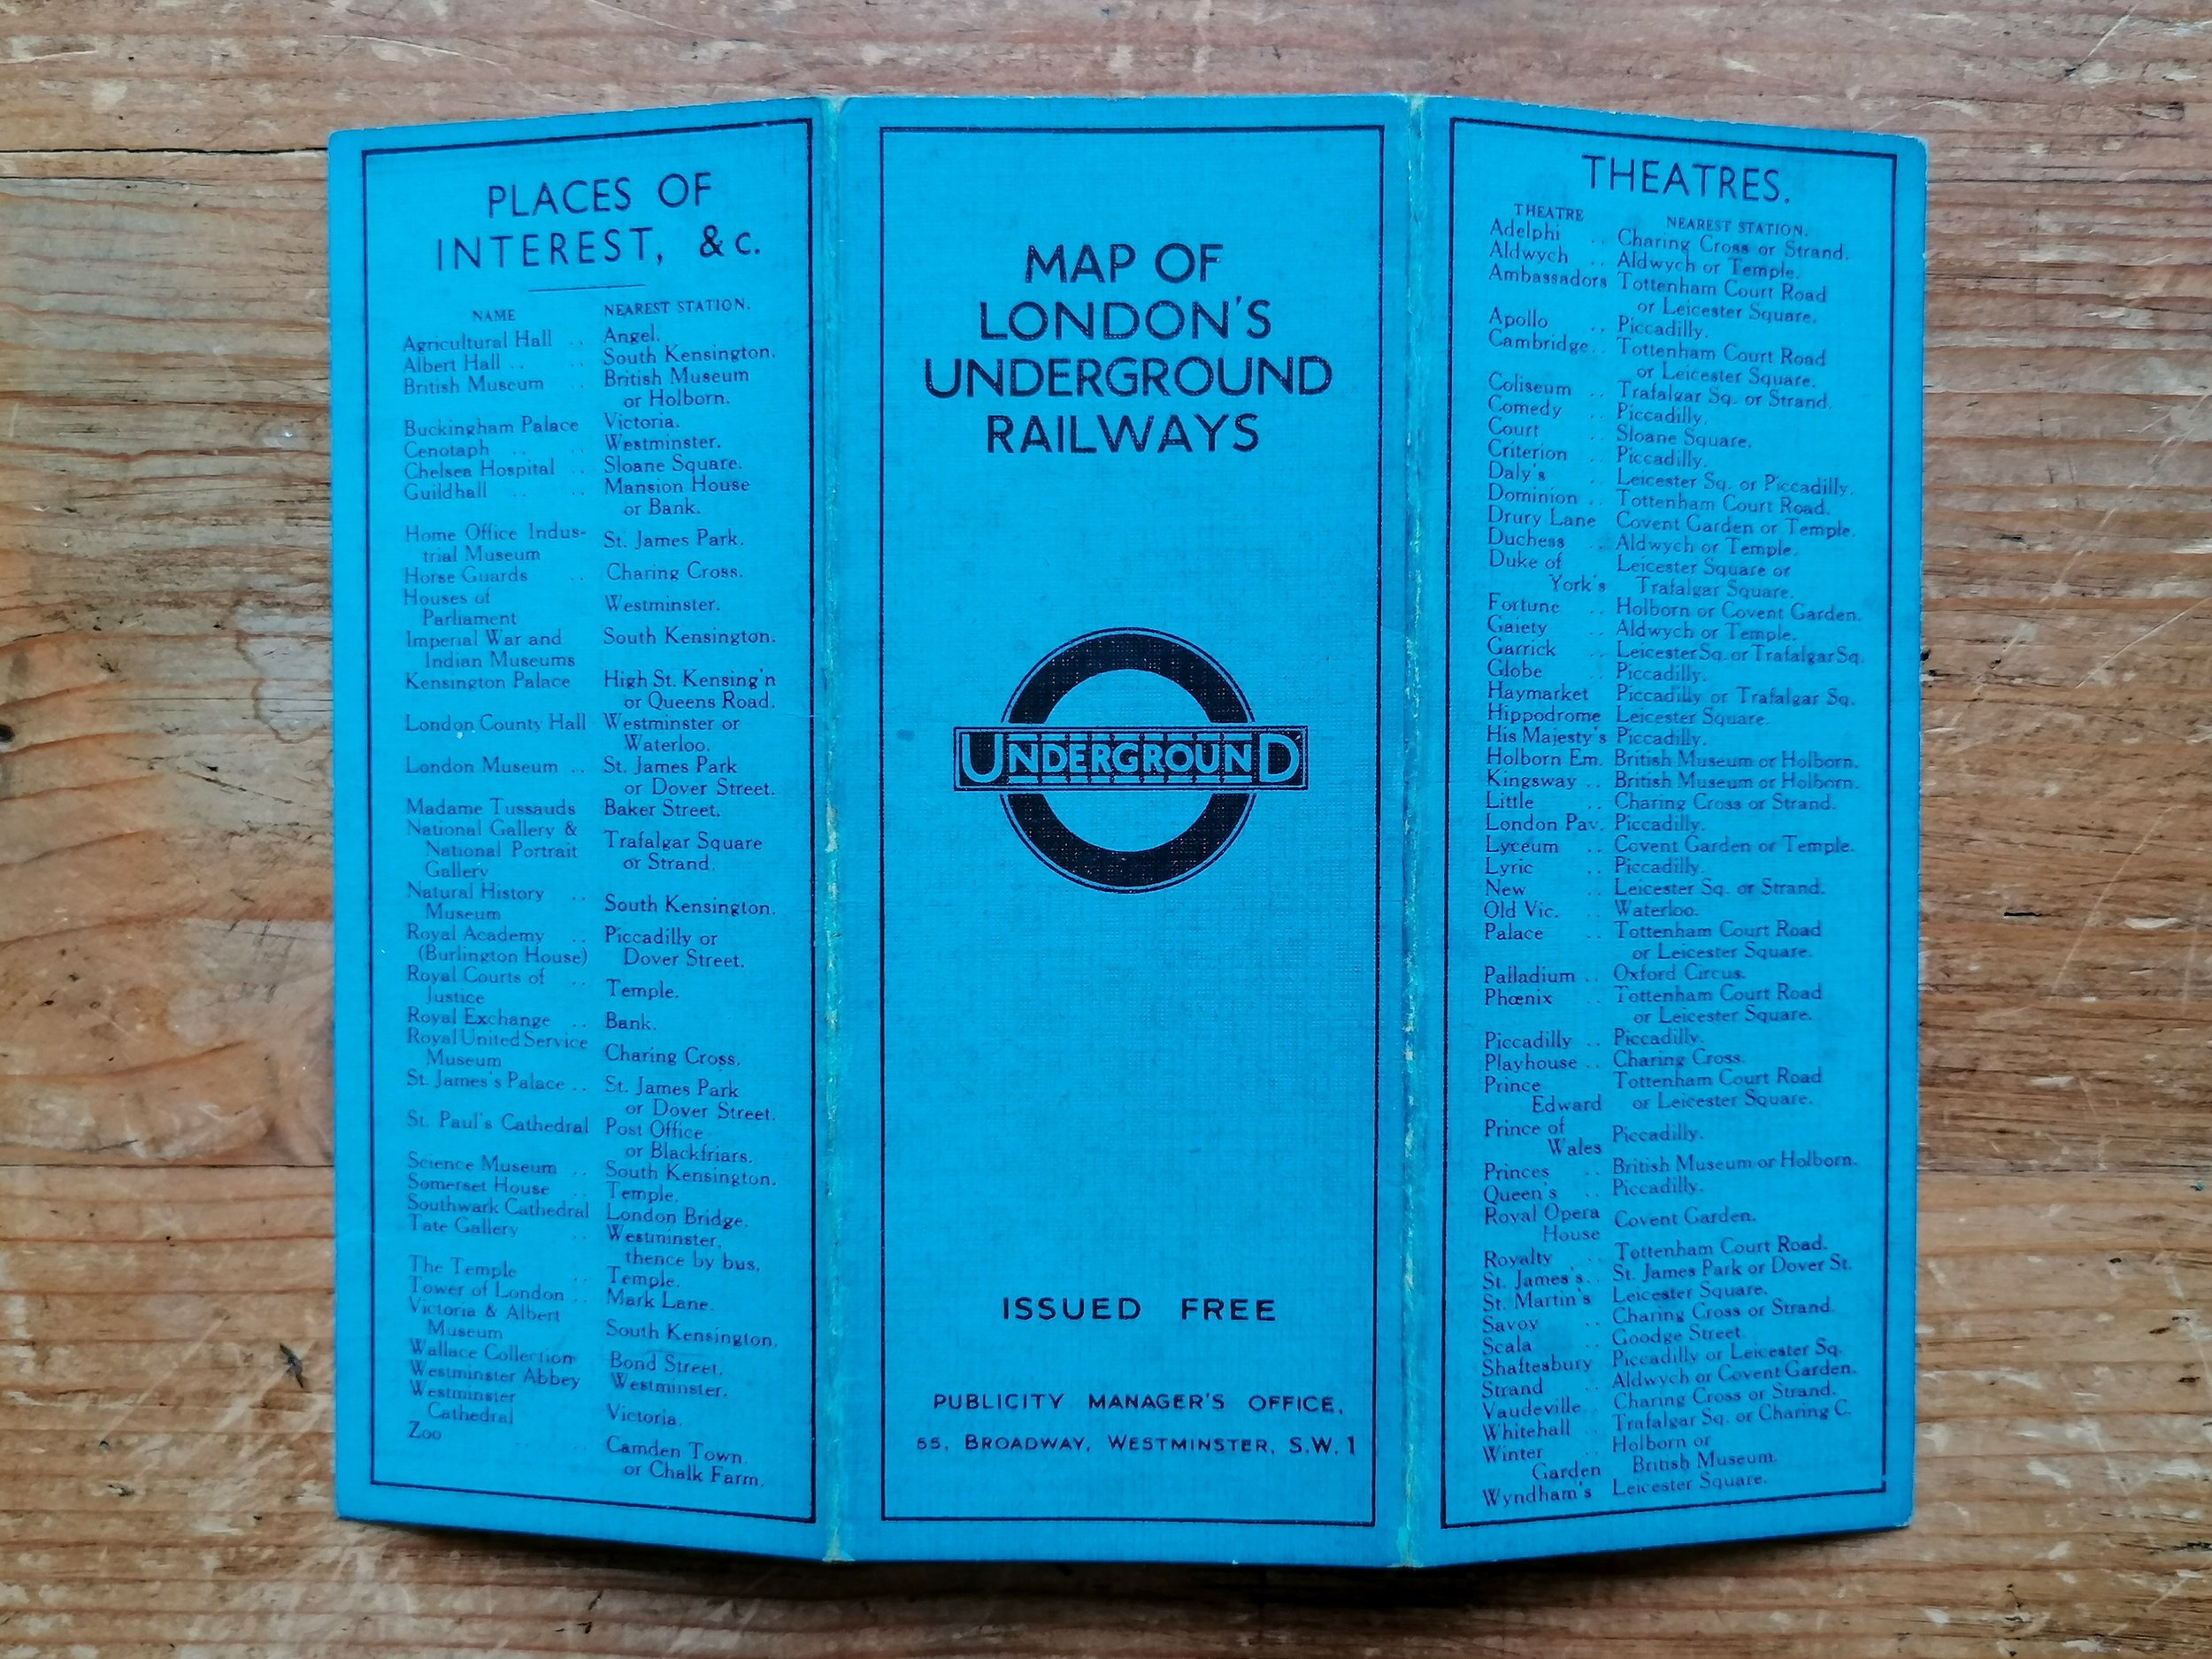 PLACES OF
INTEREST, & c.
NAME NEAREST STATION.
Agricultural Hall .. Angel.
Albert Hall .. .. South Kensington.
British Museum .. British Museum
or Holborn.
Buckingham Palace Victoria.
Cenotaph .. .. Westminster.
Chelsea Hospital .. Sloane Square.
Guildhall .. .. Mansion House
or Bank.
Home Office Indus-
trial Museum St. James Park.
Horse Guards .. Charing Cross.
Houses of
Parliament Westminster.
Imperial War and South Kensington.
Indian Museums
Kensington Palace High St. Kensing'n
or Queens Road.
London County Hall Westminster or
Waterloo.
London Museum .. St. James Park
or Dover Street.
Madame Tussauds Baker Street.
National Gallery &
National Portrait Trafalgar Square
Gallery or Strand.
Natural History ..
Museum South Kensington.
Royal Academy .. Piccadilly or
(Burlington House) Dover Street.
Royal Courts of ..
Justice Temple.
Royal Exchange .. Bank.
Royal United Service
Museum Charing Cross.
St. James's Palace .. St. James Park
or Dover Street.
St. Paul's Cathedral Post Office
or Blackfriars.
Science Museum .. South Kensington.
Somerset House .. Temple.
Southwark Cathedral London Bridge.
Tate Gallery .. Westminster,
thence by bus.
The Temple .. Temple.
Tower of London .. Mark Lane.
Victoria & Albert
Museum South Kensington.
Wallace Collection Bond Street.
Westminster Abbey Westminster.
Westminster
Cathedral Victoria.
Zoo .. .. Camden Town
or Chalk Farm.
MAP OF
LONDON'S
UNDERGROUND
RAILWAYS
UNDERGROUND
ISSUED FREE
PUBLICITY MANAGER'S OFFICE,
55, BROADWAY, WESTMINSTER, S.W. 1
THEATRES.
THEATRE NEAREST STATION.
Adelphi .. Charing Cross or Strand.
Aldwych .. Aldwych or Temple.
Ambassadors Tottenham Court Road
or Leicester Square.
Apollo .. Piccadilly.
Cambridge .. Tottenham Court Road
or Leicester Square.
Coliseum .. Trafalgar Sq. or Strand.
Comedy .. Piccadilly.
Court .. Sloane Square.
Criterion .. Piccadilly.
Daly's .. Leicester Sq. or Piccadilly.
Dominion .. Tottenham Court Road.
Drury Lane Covent Garden or Temple.
Duchess .. Aldwych or Temple.
Duke of Leicester Square or
York's Trafalgar Square.
Fortune .. Holborn or Covent Garden.
Gaiety .. Aldwych or Temple.
Garrick .. Leicester Sq. or Trafalgar Sq.
Globe .. Piccadilly.
Haymarket Piccadilly or Trafalgar Sq.
Hippodrome Leicester Square.
His Majesty's Piccadilly.
Holborn Em. British Museum or Holborn.
Kingsway .. British Museum or Holborn.
Little .. Charing Cross or Strand.
London Pav. Piccadilly.
Lyceum .. Covent Garden or Temple.
Lyric .. Piccadilly.
New .. Leicester Sq. or Strand.
Old Vic. .. Waterloo.
Palace .. Tottenham Court Road
or Leicester Square.
Palladium .. Oxford Circus.
Phœnix .. Tottenham Court Road
or Leicester Square.
Piccadilly .. Piccadilly.
Playhouse .. Charing Cross.
Prince Tottenham Court Road
Edward or Leicester Square.
Prince of
Wales Piccadilly.
Princes .. British Museum or Holborn.
Queen's .. Piccadilly.
Royal Opera
House Covent Garden.
Royalty .. Tottenham Court Road.
St. James's .. St. James Park or Dover St.
St. Martin's Leicester Square.
Savoy .. Charing Cross or Strand.
Scala .. Goodge Street.
Shaftesbury Piccadilly or Leicester Sq.
Strand .. Aldwych or Covent Garden.
Vaudeville .. Charing Cross or Strand.
Whitehall .. Trafalgar Sq. or Charing C.
Winter .. Holborn or
Garden British Museum.
Wyndham's Leicester Square.